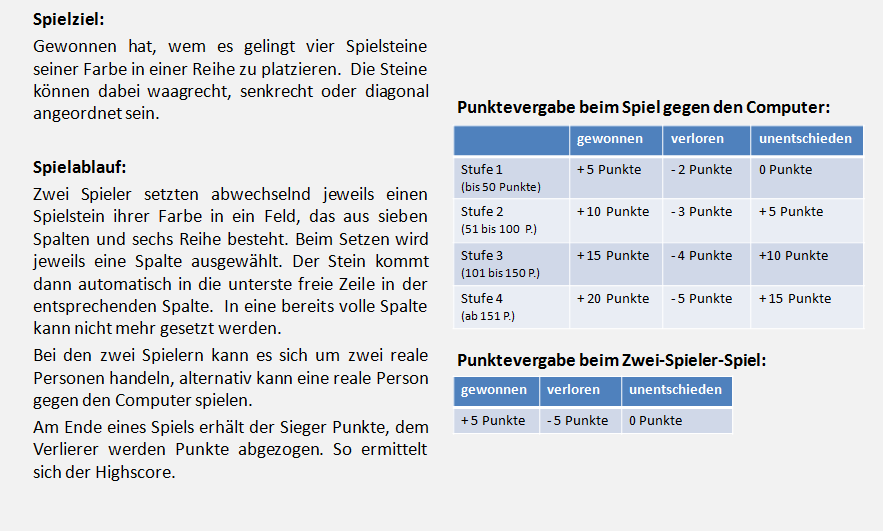 Spielziel:
Gewonnen hat, wem es gelingt vier Spielsteine
seiner Farbe in einer Reihe zu platzieren. Die Steine
können dabei waagrecht, senkrecht oder diagonal
angeordnet sein.
Spielablauf:
Zwei Spieler setzten abwechselnd jeweils einen
Spielstein ihrer Farbe in ein Feld, das aus sieben
Spalten und sechs Reihe besteht. Beim Setzen wird
jeweils eine Spalte ausgewählt. Der Stein kommt
dann automatisch in die unterste freie Zeile in der
entsprechenden Spalte. In eine bereits volle Spalte
kann nicht mehr gesetzt werden.
Bei den zwei Spielern kann es sich um zwei reale
Personen handeln, alternativ kann eine reale Person
gegen den Computer spielen.
Am Ende eines Spiels erhält der Sieger Punkte, dem
Verlierer werden Punkte abgezogen. So ermittelt
sich der Highscore.
Punktevergabe beim Spiel gegen den Computer:
gewonnen verloren unentschieden
Stufe 1 + 5 Punkte - 2 Punkte 0 Punkte
(bis 50 Punkte)
Stufe 2 + 10 Punkte - 3 Punkte + 5 Punkte
(51 bis 100 P.)
Stufe 3 + 15 Punkte - 4 Punkte +10 Punkte
(101 bis 150 P.)
Stufe 4 + 20 Punkte - 5 Punkte + 15 Punkte
(ab 151 P.)
Punktevergabe beim Zwei-Spieler-Spiel:
gewonnen verloren unentschieden
+ 5 Punkte - 5 Punkte 0 Punkte